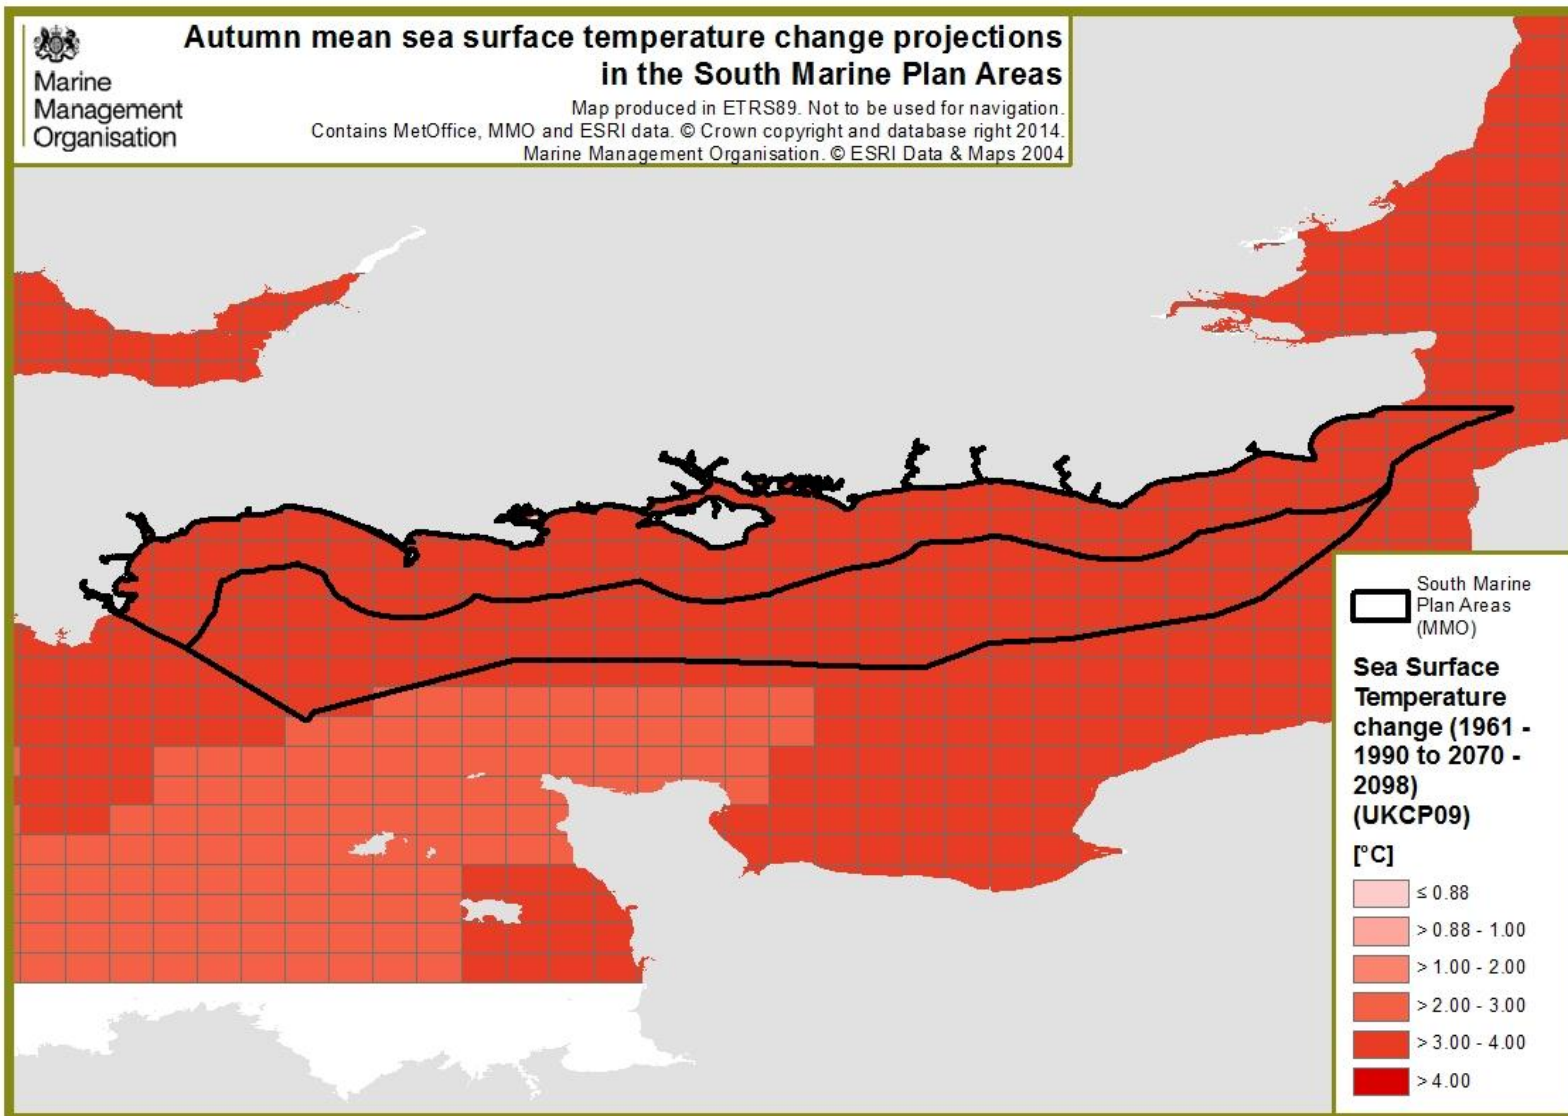 Marine
Management
Organisation
Autumn mean sea surface temperature change projections
in the South Marine Plan Areas
Map produced in ETRS89. Not to be used for navigation.
Contains MetOffice, MMO and ESRI data. © Crown copyright and database right 2014.
Marine Management Organisation. © ESRI Data & Maps 2004
South Marine
Plan Areas
(MMO)
Sea Surface
Temperature
change (1961 -
1990 to 2070 -
2098)
(UKCP09)
[°C]
≤ 0.88
> 0.88 - 1.00
> 1.00 - 2.00
> 2.00 - 3.00
> 3.00 - 4.00
> 4.00